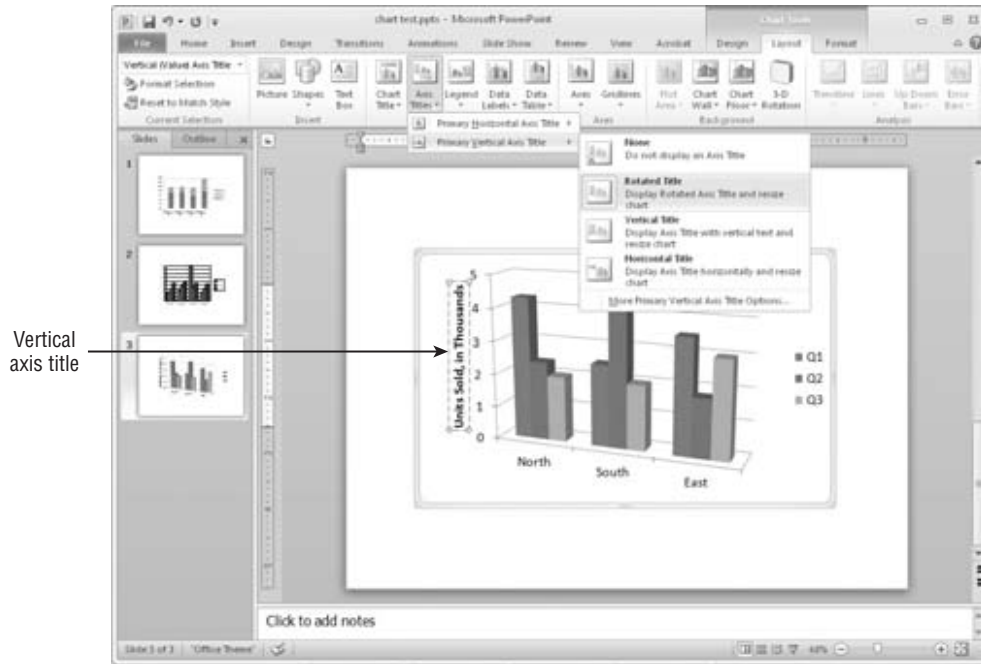 chart test.pptx - Microsoft PowerPoint
Chart Tools
File Home Insert Design Transitions Animations Slide Show Review View Acrobat Design Layout Format
Vertical (Value) Axis Title
Format Selection
Reset to Match Style
Current Selection
Picture Shapes Text Box
Insert
Chart Title Axis Titles Legend Data Labels Data Table
Axes Gridlines
Axes
Plot Area Chart Wall Chart Floor 3-D Rotation
Background
Trendline Lines Up/Down Bars Error Bars
Analysis
Primary Horizontal Axis Title
Primary Vertical Axis Title
None
Do not display an Axis Title
Rotated Title
Display Rotated Axis Title and resize
chart
Vertical Title
Display Axis Title with vertical text and
resize chart
Horizontal Title
Display Axis Title horizontally and resize
chart
More Primary Vertical Axis Title Options...
Slides Outline
1
2
3
Vertical
axis title
Units Sold, in Thousands
5
4
3
2
1
0
North
South
East
Q1
Q2
Q3
Click to add notes
Slide 3 of 3 "Office Theme"